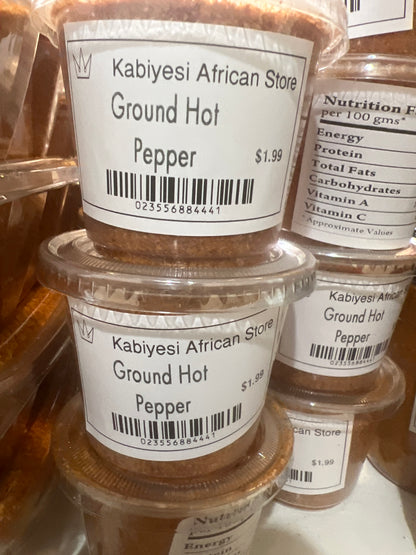 Kabiyesi African Store
Ground Hot
Pepper
$1.99
023556884441
Nutrition F
per 100 gms*
Energy
Protein
Total Fats
Carbohydrates
Vitamin A
Vitamin C
*Approximate Values
Kabiyesi African Store
Ground Hot
Pepper
$1.99
023556884441
Kabiyesi African
Ground Hot
Pepper
can Store
$1.99
Energy